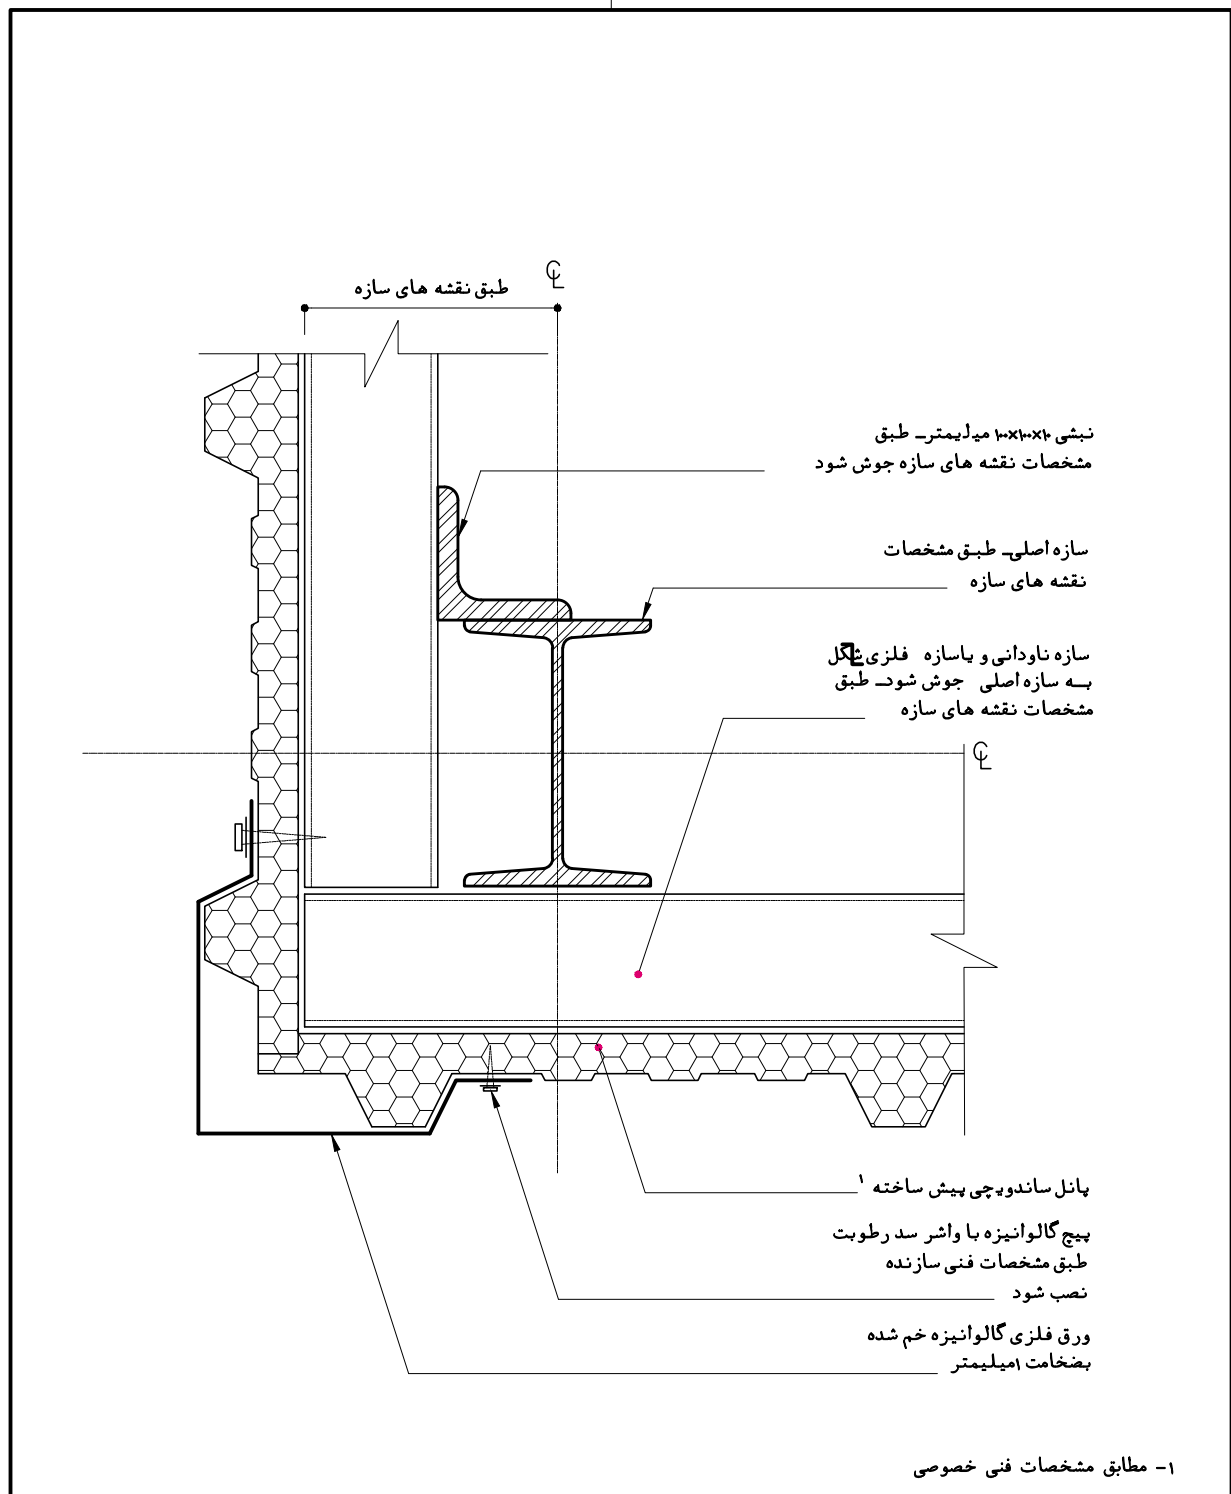 ℄
طبق نقشه های سازه
نبشی ۱۰۰×۱۰۰×۱۰ میلیمتر- طبق
مشخصات نقشه های سازه جوش شود
سازه اصلی- طبق مشخصات
نقشه های سازه
سازه ناودانی و یاسازه فلزی شکل
به سازه اصلی جوش شود- طبق
مشخصات نقشه های سازه
℄
پانل ساندویچی پیش ساخته ۱
پیچ گالوانیزه با واشر سد رطوبت
طبق مشخصات فنی سازنده
نصب شود
ورق فلزی گالوانیزه خم شده
بضخامت ۱میلیمتر
۱- مطابق مشخصات فنی خصوصی